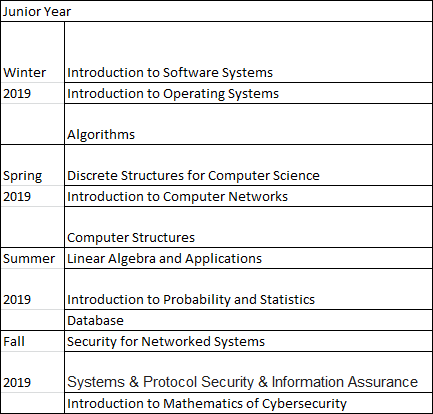 Junior Year
Winter Introduction to Software Systems
2019 Introduction to Operating Systems
Algorithms
Spring Discrete Structures for Computer Science
2019 Introduction to Computer Networks
Computer Structures
Summer Linear Algebra and Applications
2019 Introduction to Probability and Statistics
Database
Fall Security for Networked Systems
2019 Systems & Protocol Security & Information Assurance
Introduction to Mathematics of Cybersecurity